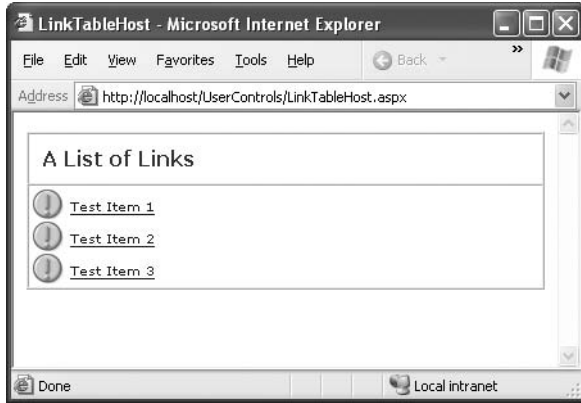 LinkTableHost - Microsoft Internet Explorer
File Edit View Favorites Tools Help Back »
Address http://localhost/UserControls/LinkTableHost.aspx
A List of Links
Test Item 1
Test Item 2
Test Item 3
Done Local intranet